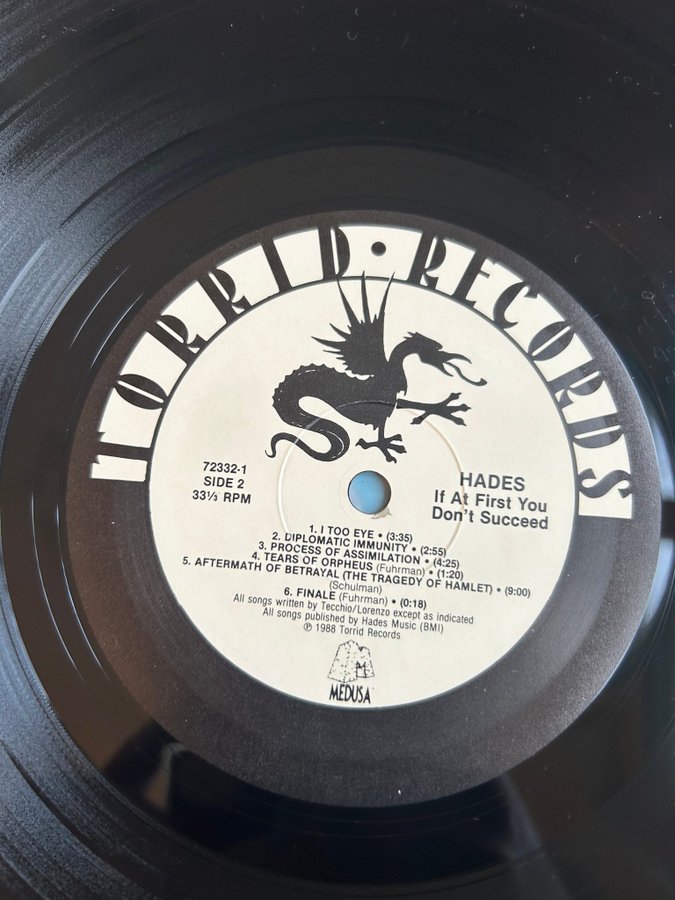 TORRID • RECORDS
72332-1
SIDE 2
33⅓ RPM
HADES
If At First You
Don't Succeed
1. I TOO EYE • (3:35)
2. DIPLOMATIC IMMUNITY • (2:55)
3. PROCESS OF ASSIMILATION • (4:25)
4. TEARS OF ORPHEUS (Fuhrman) • (1:20)
5. AFTERMATH OF BETRAYAL (THE TRAGEDY OF HAMLET) • (9:00)
(Schulman)
6. FINALE (Fuhrman) • (0:18)
All songs written by Tecchio/Lorenzo except as indicated
All songs published by Hades Music (BMI)
℗ 1988 Torrid Records
M
MEDUSA